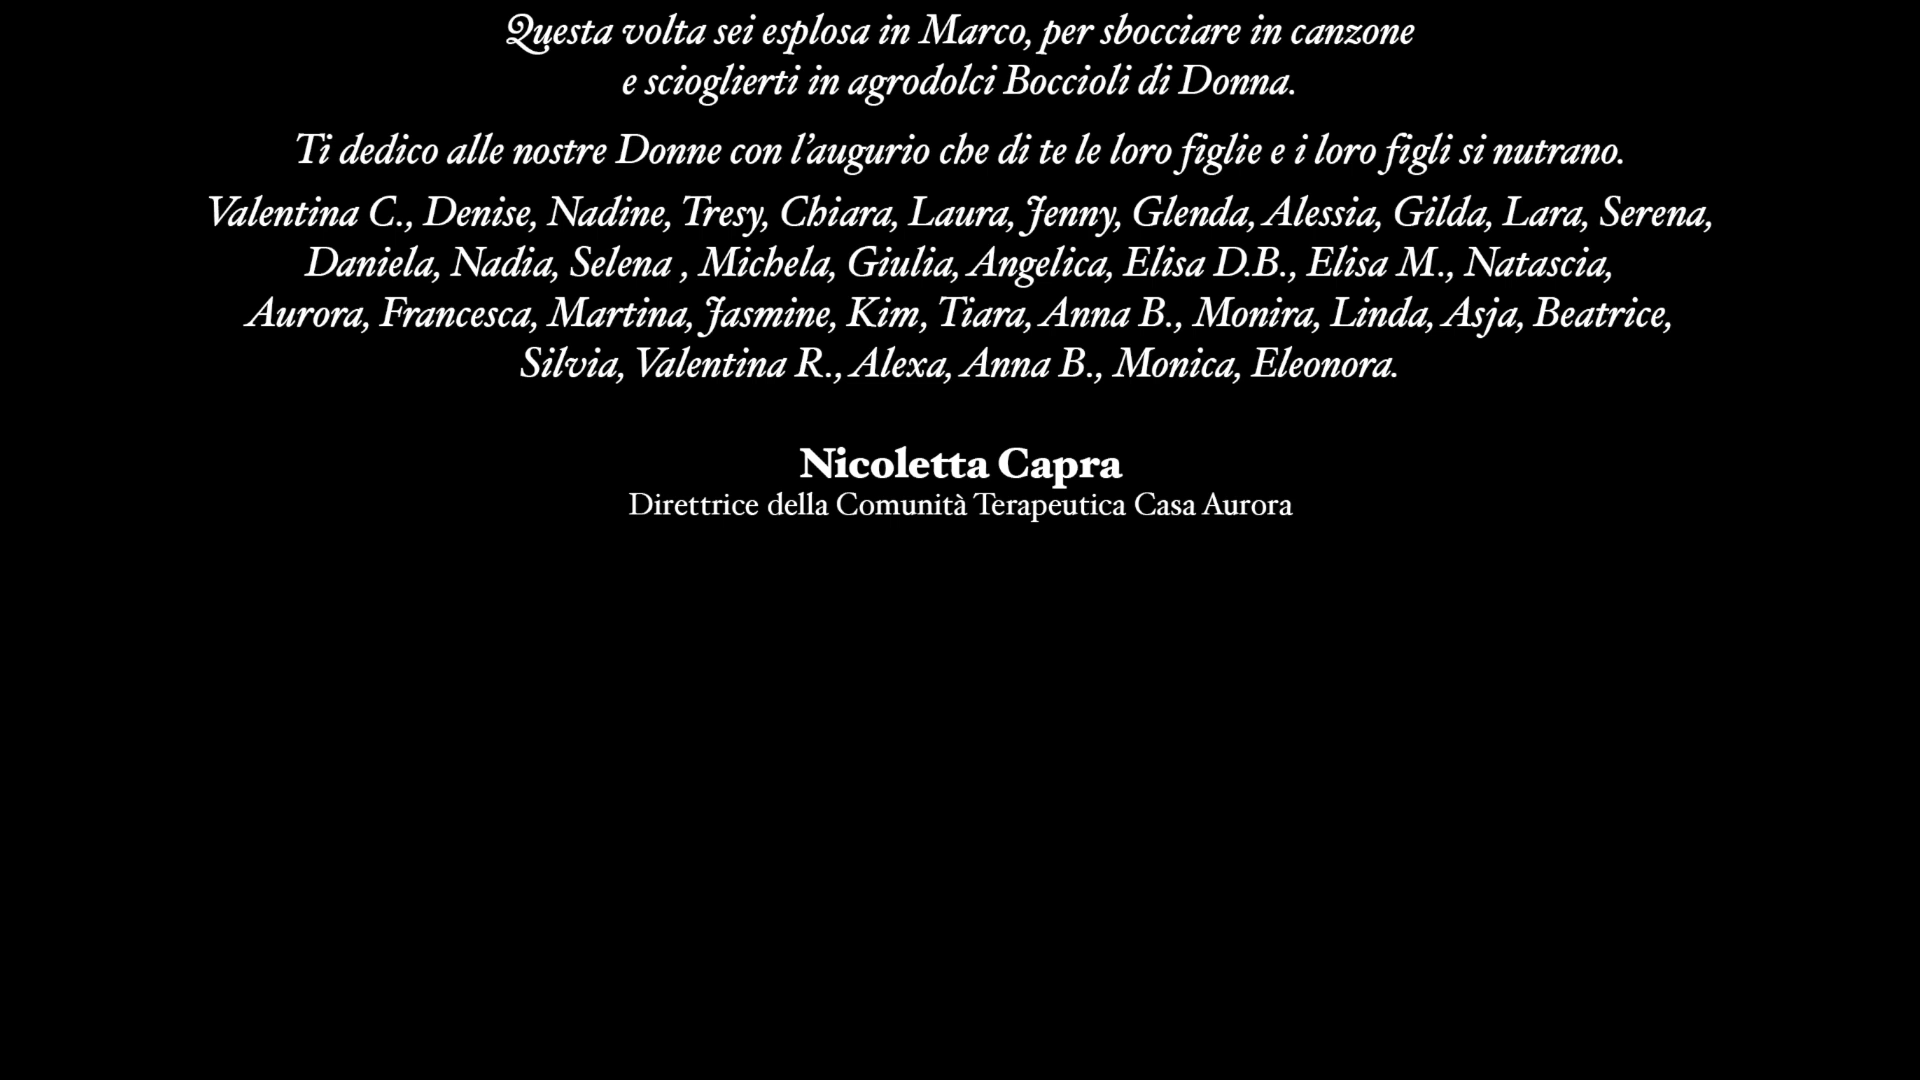 Questa volta sei esplosa in Marco, per sbocciare in canzone
e scioglierti in agrodolci Boccioli di Donna.
Ti dedico alle nostre Donne con l’augurio che di te le loro figlie e i loro figli si nutrano.
Valentina C., Denise, Nadine, Tresy, Chiara, Laura, Jenny, Glenda, Alessia, Gilda, Lara, Serena,
Daniela, Nadia, Selena , Michela, Giulia, Angelica, Elisa D.B., Elisa M., Natascia,
Aurora, Francesca, Martina, Jasmine, Kim, Tiara, Anna B., Monira, Linda, Asja, Beatrice,
Silvia, Valentina R., Alexa, Anna B., Monica, Eleonora.
Nicoletta Capra
Direttrice della Comunità Terapeutica Casa Aurora